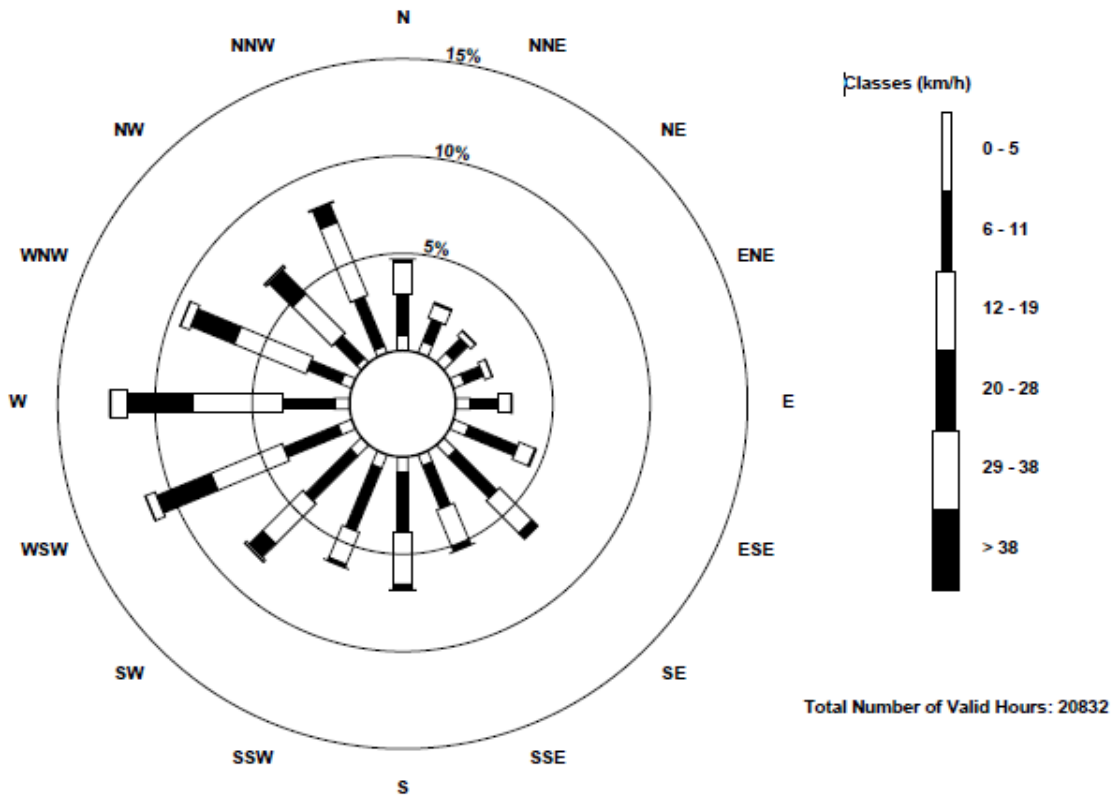 N
NNW
NNE
15%
Classes (km/h)
NW
NE
0 - 5
10%
6 - 11
WNW
5%
ENE
12 - 19
20 - 28
W
E
29 - 38
WSW
ESE
> 38
SW
SE
Total Number of Valid Hours: 20832
SSW
SSE
S